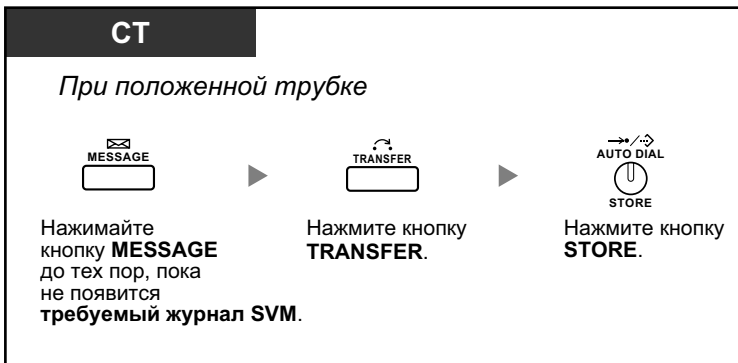 СТ
При положенной трубке
MESSAGE
TRANSFER
AUTO DIAL
STORE
Нажимайте
кнопку MESSAGE
до тех пор, пока
не появится
требуемый журнал SVM.
Нажмите кнопку
TRANSFER.
Нажмите кнопку
STORE.